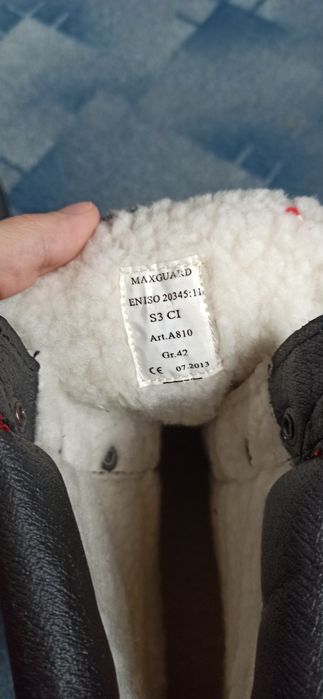 MAXGUARD
EN ISO 20345:11
S3 CI
Art.A810
Gr.42
CE 07.2013